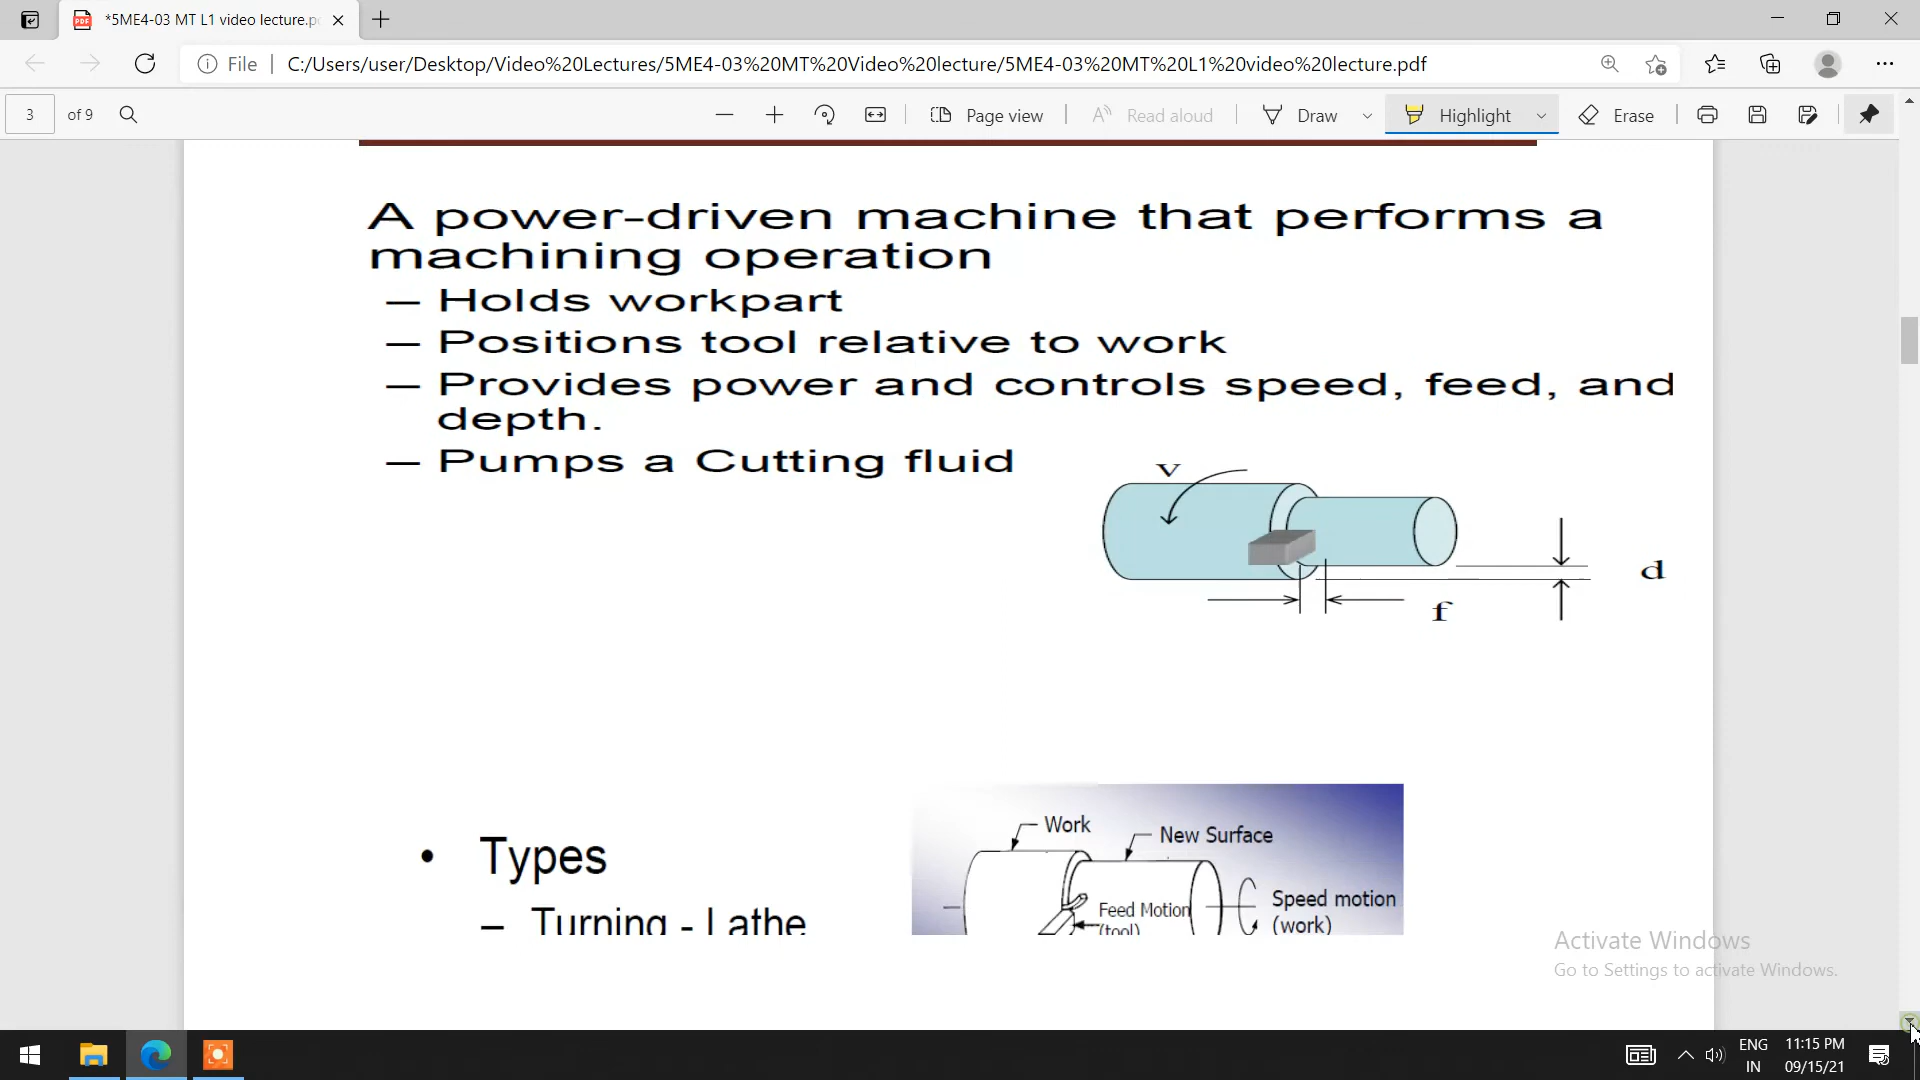 *5ME4-03 MT L1 video lecture.p
File
C:/Users/user/Desktop/Video%20Lectures/5ME4-03%20MT%20Video%20lecture/5ME4-03%20MT%20L1%20video%20lecture.pdf
3 of 9
Page view
Read aloud
Draw
Highlight
Erase
A power-driven machine that performs a
machining operation
– Holds workpart
– Positions tool relative to work
– Provides power and controls speed, feed, and
depth.
– Pumps a Cutting fluid
v
d
f
• Types
– Turning - Lathe
Work
New Surface
Feed Motion
(tool)
Speed motion
(work)
Activate Windows
Go to Settings to activate Windows.
ENG
IN
11:15 PM
09/15/21